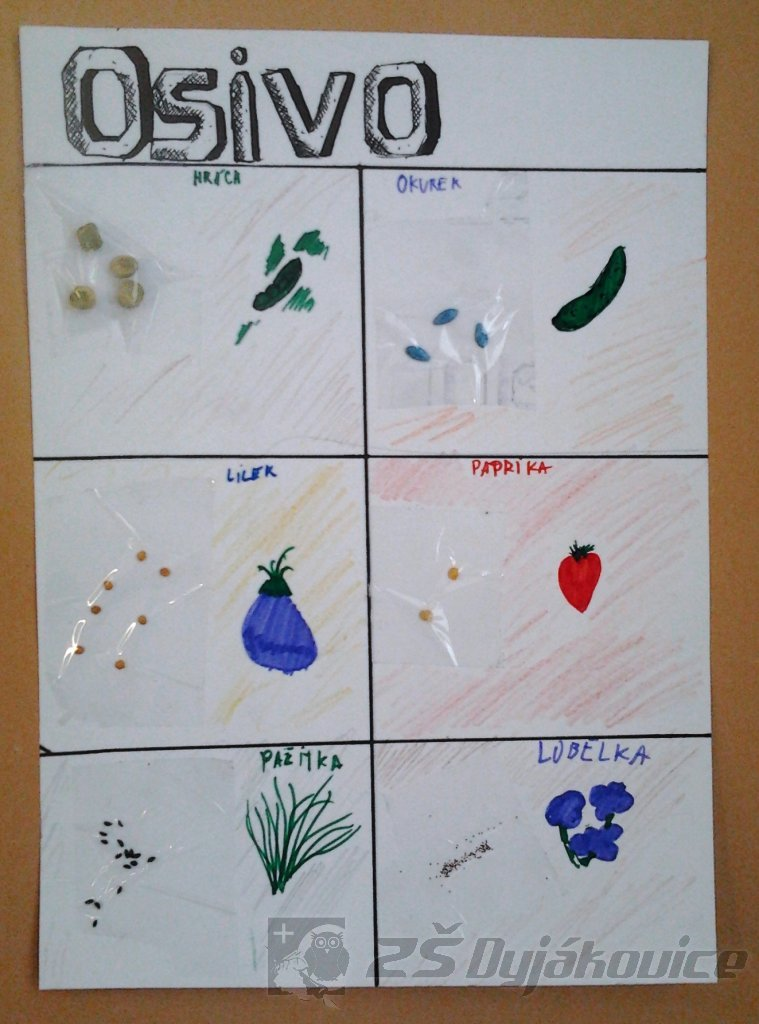 Osivo
HRÁCH
OKUREK
LILEK
PAPRIKA
PAŽITKA
LOBELKA
ZŠ Dyjákovice